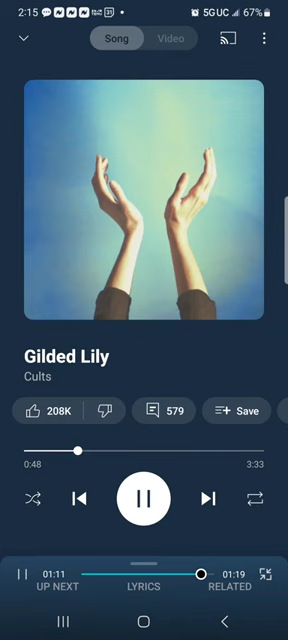 2:15 31 5G UC 67%
Song Video
Gilded Lily
Cults
208K 579 Save
0:48 3:33
01:11 01:19
UP NEXT LYRICS RELATED